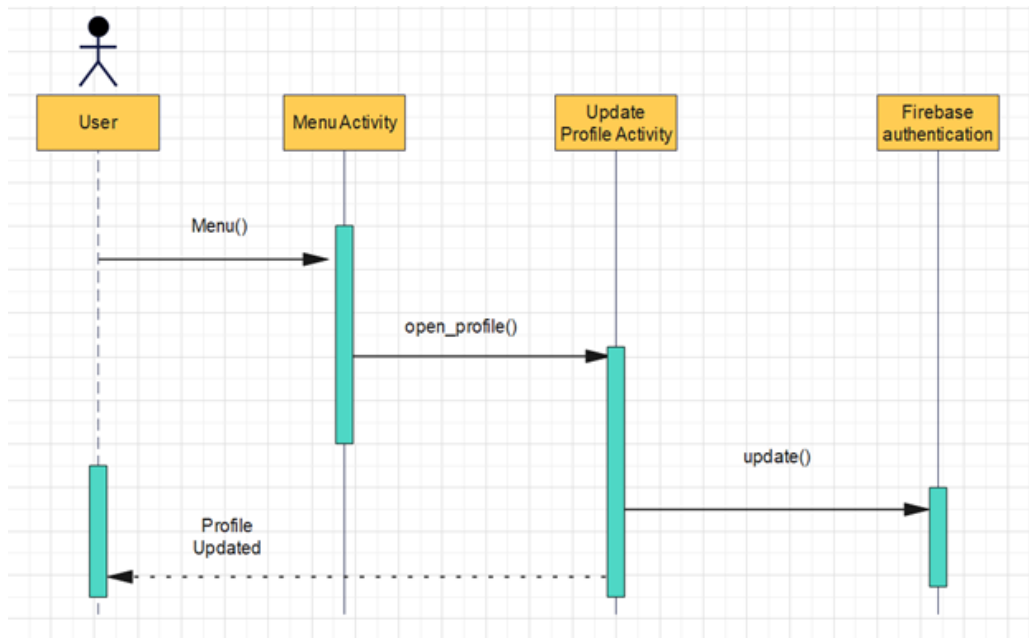 User
Menu Activity
Update
Profile Activity
Firebase
authentication
Menu()
open_profile()
update()
Profile
Updated